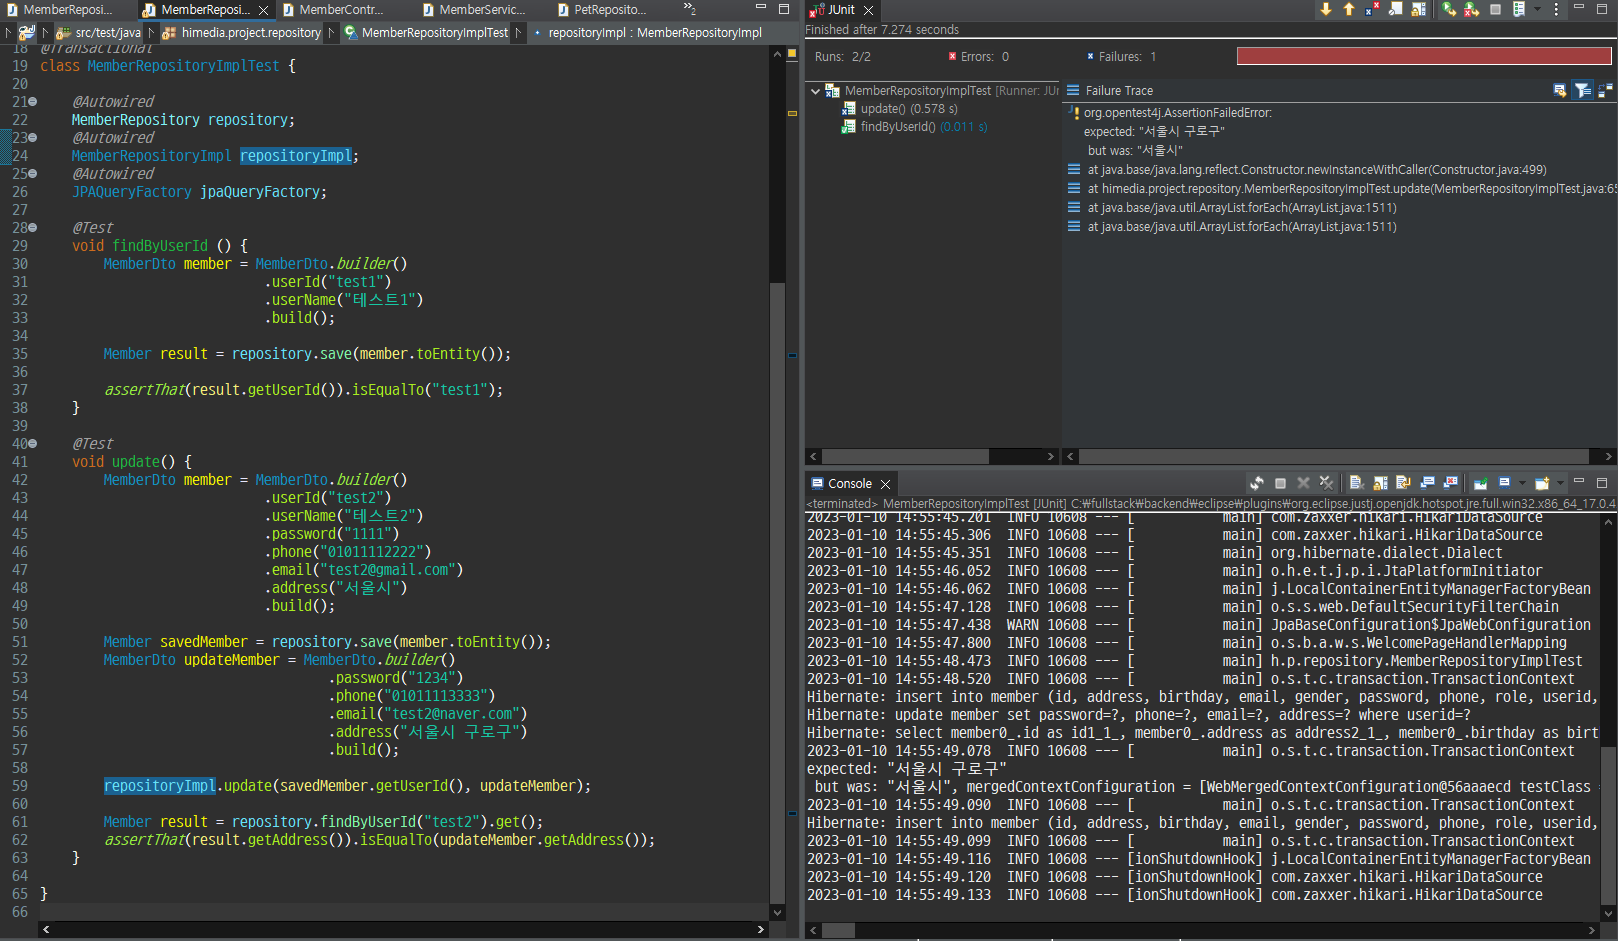 MemberReposi...
MemberReposi...
MemberContr...
MemberServic...
PetReposito...
»2
src/test/java
himedia.project.repository
MemberRepositoryImplTest
repositoryImpl : MemberRepositoryImpl
18 @Transactional
19 class MemberRepositoryImplTest {
20
21 @Autowired
22 MemberRepository repository;
23 @Autowired
24 MemberRepositoryImpl repositoryImpl;
25 @Autowired
26 JPAQueryFactory jpaQueryFactory;
27
28 @Test
29 void findByUserId () {
30 MemberDto member = MemberDto.builder()
31 .userId("test1")
32 .userName("테스트1")
33 .build();
34
35 Member result = repository.save(member.toEntity());
36
37 assertThat(result.getUserId()).isEqualTo("test1");
38 }
39
40 @Test
41 void update() {
42 MemberDto member = MemberDto.builder()
43 .userId("test2")
44 .userName("테스트2")
45 .password("1111")
46 .phone("01011112222")
47 .email("test2@gmail.com")
48 .address("서울시")
49 .build();
50
51 Member savedMember = repository.save(member.toEntity());
52 MemberDto updateMember = MemberDto.builder()
53 .password("1234")
54 .phone("01011113333")
55 .email("test2@naver.com")
56 .address("서울시 구로구")
57 .build();
58
59 repositoryImpl.update(savedMember.getUserId(), updateMember);
60
61 Member result = repository.findByUserId("test2").get();
62 assertThat(result.getAddress()).isEqualTo(updateMember.getAddress());
63 }
64
65 }
66
JUnit
Finished after 7.274 seconds
Runs: 2/2
Errors: 0
Failures: 1
MemberRepositoryImplTest [Runner: JUr
update() (0.578 s)
findByUserId() (0.011 s)
Failure Trace
org.opentest4j.AssertionFailedError:
expected: "서울시 구로구"
but was: "서울시"
at java.base/java.lang.reflect.Constructor.newInstanceWithCaller(Constructor.java:499)
at himedia.project.repository.MemberRepositoryImplTest.update(MemberRepositoryImplTest.java:65
at java.base/java.util.ArrayList.forEach(ArrayList.java:1511)
at java.base/java.util.ArrayList.forEach(ArrayList.java:1511)
Console
<terminated> MemberRepositoryImplTest [JUnit] C:₩fullstack₩backend₩eclipse₩plugins₩org.eclipse.justj.openjdk.hotspot.jre.full.win32.x86_64_17.0.4
2023-01-10 14:55:45.201 INFO 10608 --- [ main] com.zaxxer.hikari.HikariDataSource
2023-01-10 14:55:45.306 INFO 10608 --- [ main] com.zaxxer.hikari.HikariDataSource
2023-01-10 14:55:45.351 INFO 10608 --- [ main] org.hibernate.dialect.Dialect
2023-01-10 14:55:46.052 INFO 10608 --- [ main] o.h.e.t.j.p.i.JtaPlatformInitiator
2023-01-10 14:55:46.062 INFO 10608 --- [ main] j.LocalContainerEntityManagerFactoryBean
2023-01-10 14:55:47.128 INFO 10608 --- [ main] o.s.s.web.DefaultSecurityFilterChain
2023-01-10 14:55:47.438 WARN 10608 --- [ main] JpaBaseConfiguration$JpaWebConfiguration
2023-01-10 14:55:47.800 INFO 10608 --- [ main] o.s.b.a.w.s.WelcomePageHandlerMapping
2023-01-10 14:55:48.473 INFO 10608 --- [ main] h.p.repository.MemberRepositoryImplTest
2023-01-10 14:55:48.520 INFO 10608 --- [ main] o.s.t.c.transaction.TransactionContext
Hibernate: insert into member (id, address, birthday, email, gender, password, phone, role, userid,
Hibernate: update member set password=?, phone=?, email=?, address=? where userid=?
Hibernate: select member0_.id as id1_1_, member0_.address as address2_1_, member0_.birthday as birt
2023-01-10 14:55:49.078 INFO 10608 --- [ main] o.s.t.c.transaction.TransactionContext
expected: "서울시 구로구"
but was: "서울시", mergedContextConfiguration = [WebMergedContextConfiguration@56aaaecd testClass =
2023-01-10 14:55:49.090 INFO 10608 --- [ main] o.s.t.c.transaction.TransactionContext
Hibernate: insert into member (id, address, birthday, email, gender, password, phone, role, userid,
2023-01-10 14:55:49.099 INFO 10608 --- [ main] o.s.t.c.transaction.TransactionContext
2023-01-10 14:55:49.116 INFO 10608 --- [ionShutdownHook] j.LocalContainerEntityManagerFactoryBean
2023-01-10 14:55:49.120 INFO 10608 --- [ionShutdownHook] com.zaxxer.hikari.HikariDataSource
2023-01-10 14:55:49.133 INFO 10608 --- [ionShutdownHook] com.zaxxer.hikari.HikariDataSource